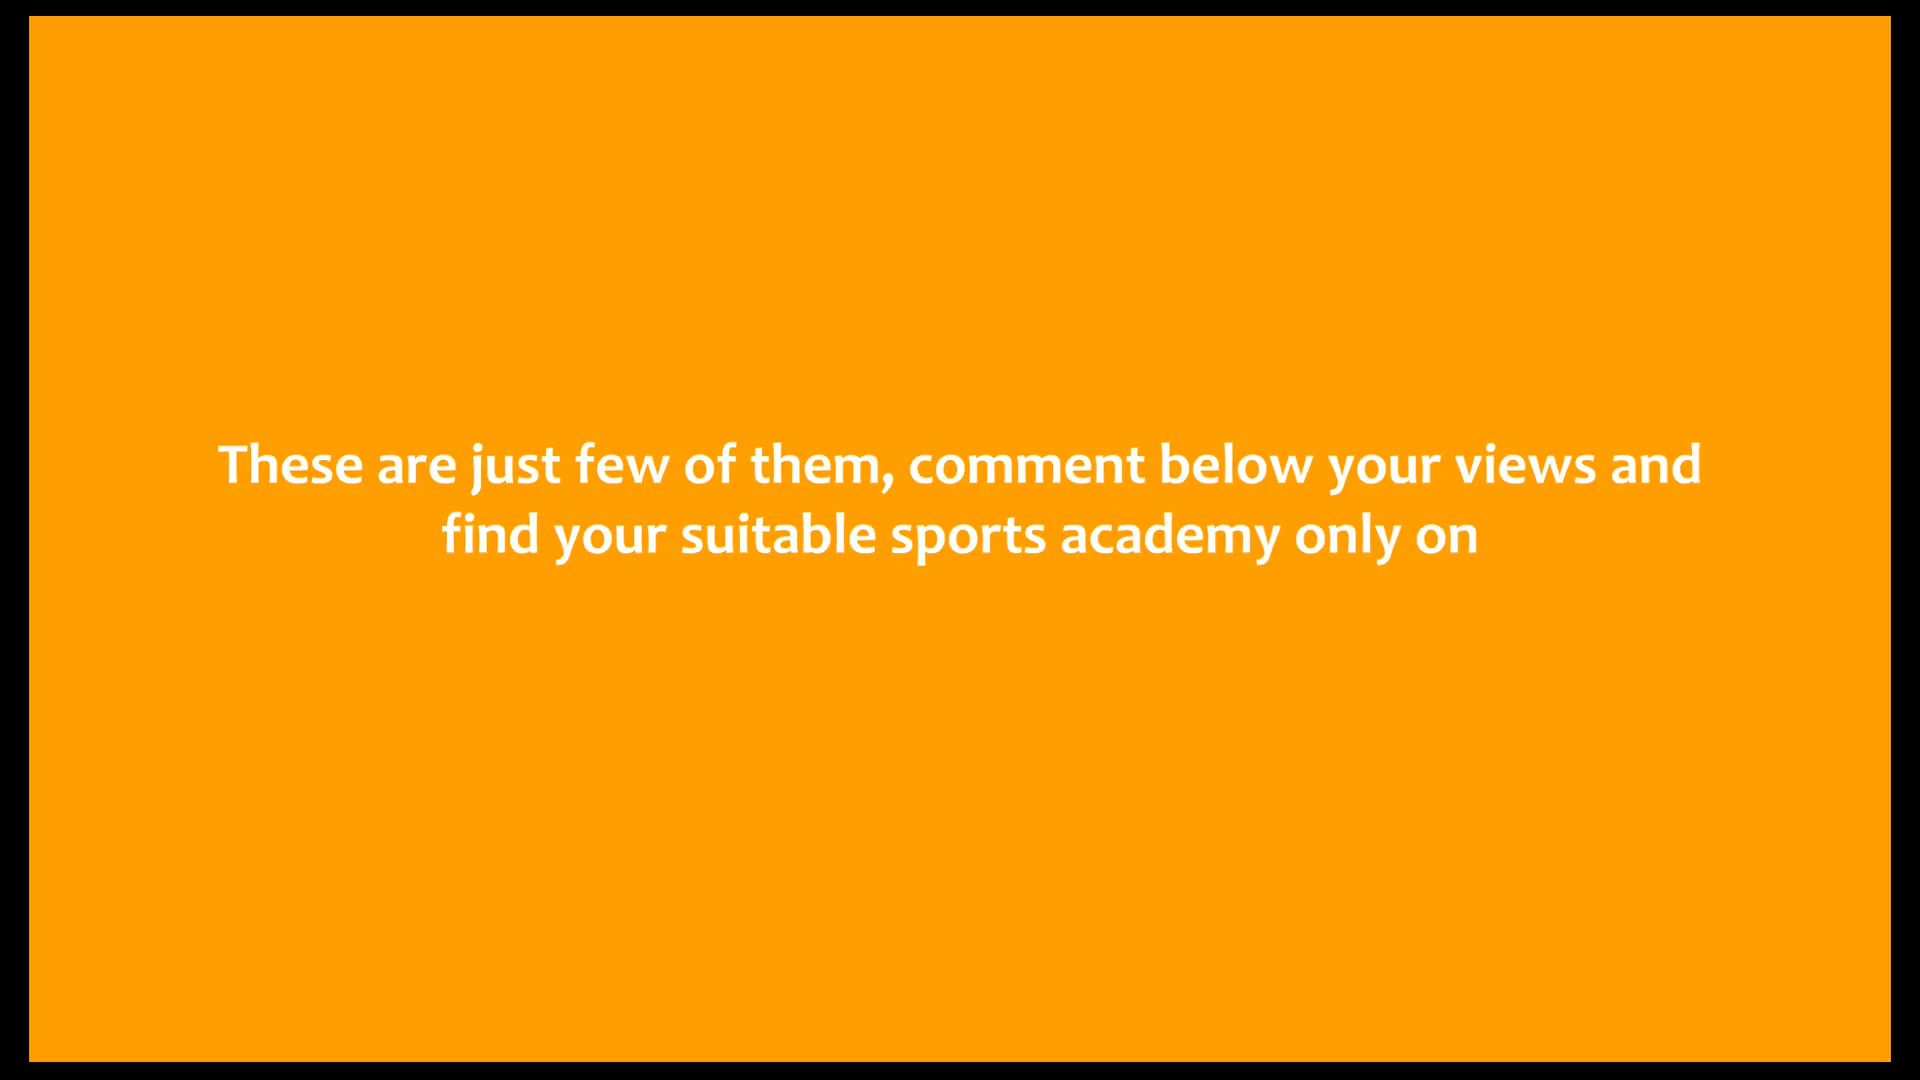 These are just few of them, comment below your views and
find your suitable sports academy only on